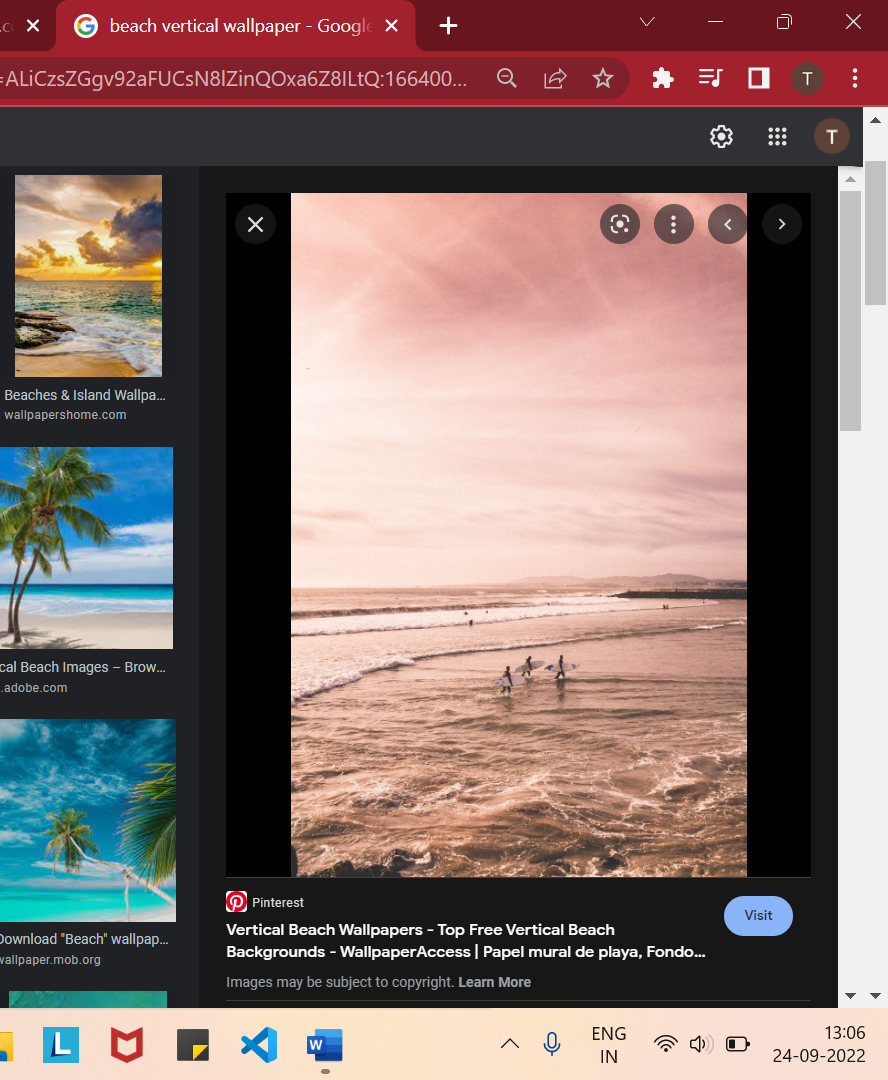 beach vertical wallpaper - Google
=ALiCzsZGgv92aFUCsN8lZinQOxa6Z8ILtQ:166400...
T
T
Beaches & Island Wallpa...
wallpapershome.com
cal Beach Images – Brow...
.adobe.com
Download "Beach" wallpap...
wallpaper.mob.org
Pinterest
Visit
Vertical Beach Wallpapers - Top Free Vertical Beach
Backgrounds - WallpaperAccess | Papel mural de playa, Fondo...
Images may be subject to copyright. Learn More
L
W
ENG
IN
13:06
24-09-2022